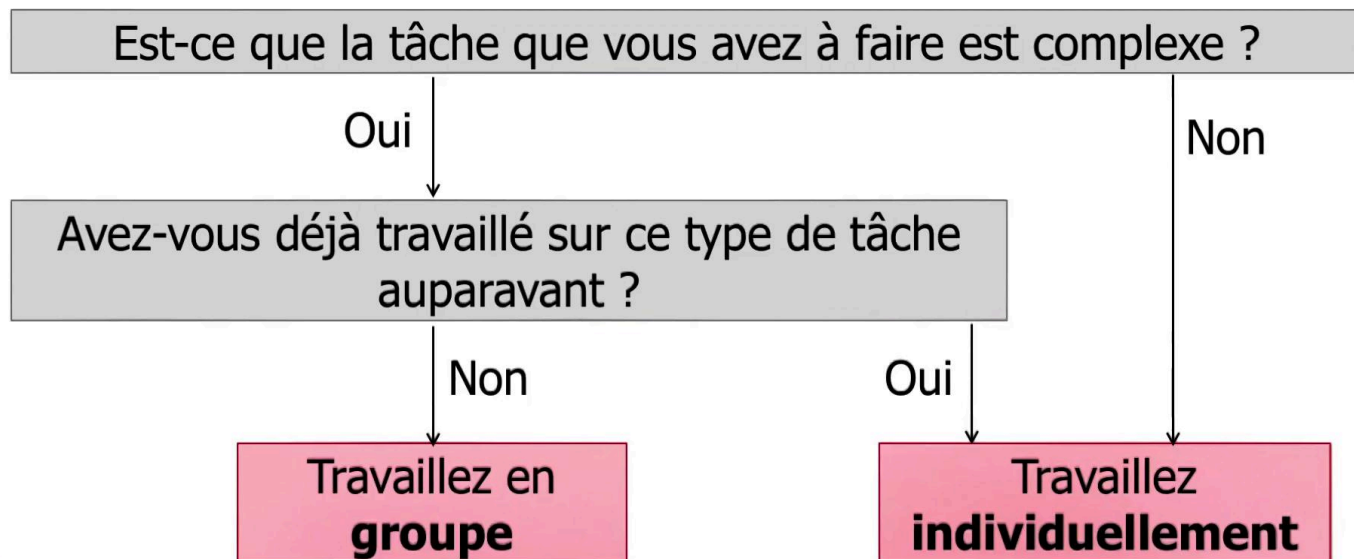 Est-ce que la tâche que vous avez à faire est complexe ?
Oui
Non
Avez-vous déjà travaillé sur ce type de tâche
auparavant ?
Non
Oui
Travaillez en
groupe
Travaillez
individuellement